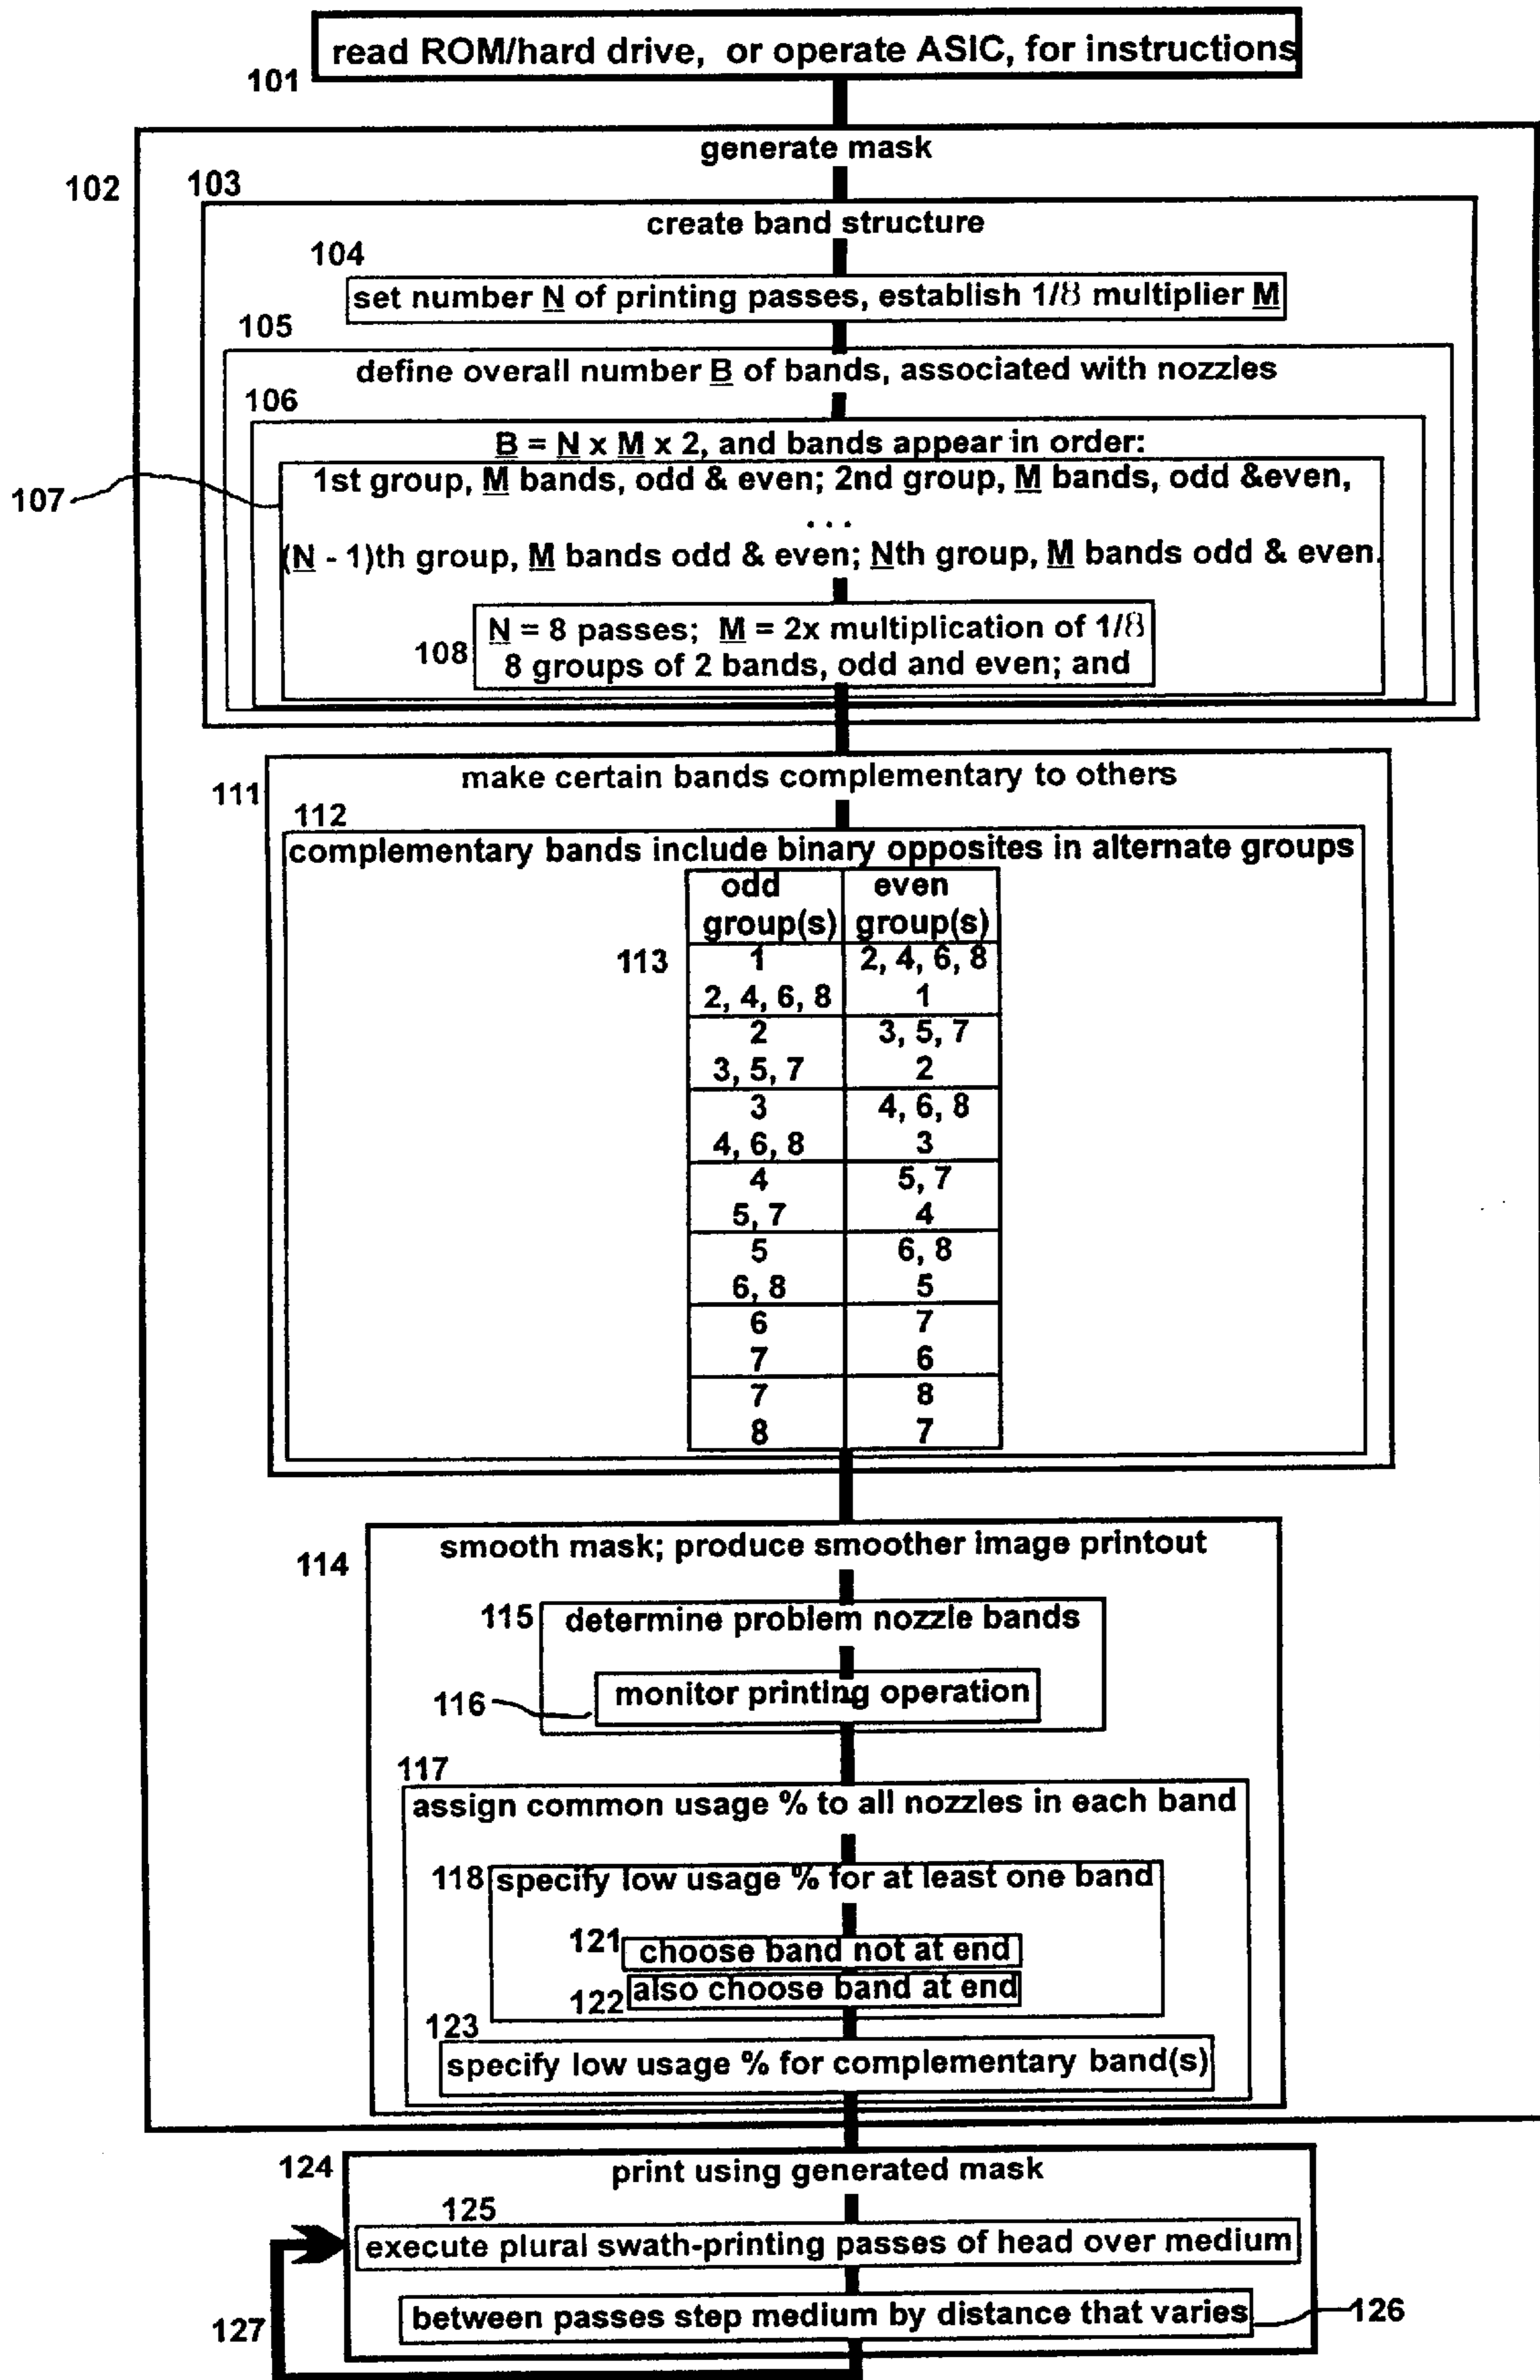 read ROM/hard drive, or operate ASIC, for instructions
101
generate mask
102
103
create band structure
104
set number N of printing passes, establish 1/8 multiplier M
105
define overall number B of bands, associated with nozzles
106
B = N x M x 2, and bands appear in order:
107
1st group, M bands, odd & even; 2nd group, M bands, odd &even,
...
(N - 1)th group, M bands odd & even; Nth group, M bands odd & even.
108
N = 8 passes; M = 2x multiplication of 1/8
8 groups of 2 bands, odd and even; and
111
make certain bands complementary to others
112
complementary bands include binary opposites in alternate groups
odd even
group(s) group(s)
113
1 2, 4, 6, 8
2, 4, 6, 8 1
2 3, 5, 7
3, 5, 7 2
3 4, 6, 8
4, 6, 8 3
4 5, 7
5, 7 4
5 6, 8
6, 8 5
6 7
7 6
7 8
8 7
114
smooth mask; produce smoother image printout
115
determine problem nozzle bands
116
monitor printing operation
117
assign common usage % to all nozzles in each band
118
specify low usage % for at least one band
121
choose band not at end
122
also choose band at end
123
specify low usage % for complementary band(s)
124
print using generated mask
125
execute plural swath-printing passes of head over medium
between passes step medium by distance that varies
126
127